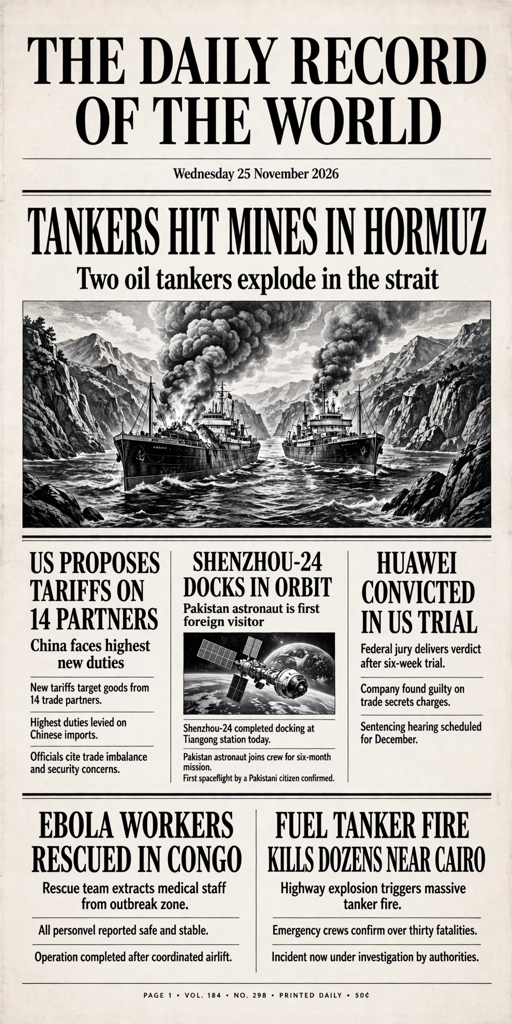 THE DAILY RECORD
OF THE WORLD
Wednesday 25 November 2026
TANKERS HIT MINES IN HORMUZ
Two oil tankers explode in the strait
US PROPOSES
TARIFFS ON
14 PARTNERS
China faces highest
new duties
New tariffs target goods from
14 trade partners.
Highest duties levied on
Chinese imports.
Officials cite trade imbalance
and security concerns.
SHENZHOU-24
DOCKS IN ORBIT
Pakistan astronaut is first
foreign visitor
Shenzhou-24 completed docking at
Tiangong station today.
Pakistan astronaut joins crew for six-month
mission.
First spaceflight by a Pakistani citizen confirmed.
HUAWEI
CONVICTED
IN US TRIAL
Federal jury delivers verdict
after six-week trial.
Company found guilty on
trade secrets charges.
Sentencing hearing scheduled
for December.
EBOLA WORKERS
RESCUED IN CONGO
Rescue team extracts medical staff
from outbreak zone.
All personvel reported safe and stable.
Operation completed after coordinated airlift.
FUEL TANKER FIRE
KILLS DOZENS NEAR CAIRO
Highway explosion triggers massive
tanker fire.
Emergency crews confirm over thirty fatalities.
Incident now under investigation by authorities.
PAGE 1 • VOL. 184 • NO. 298 • PRINTED DAILY • 50¢